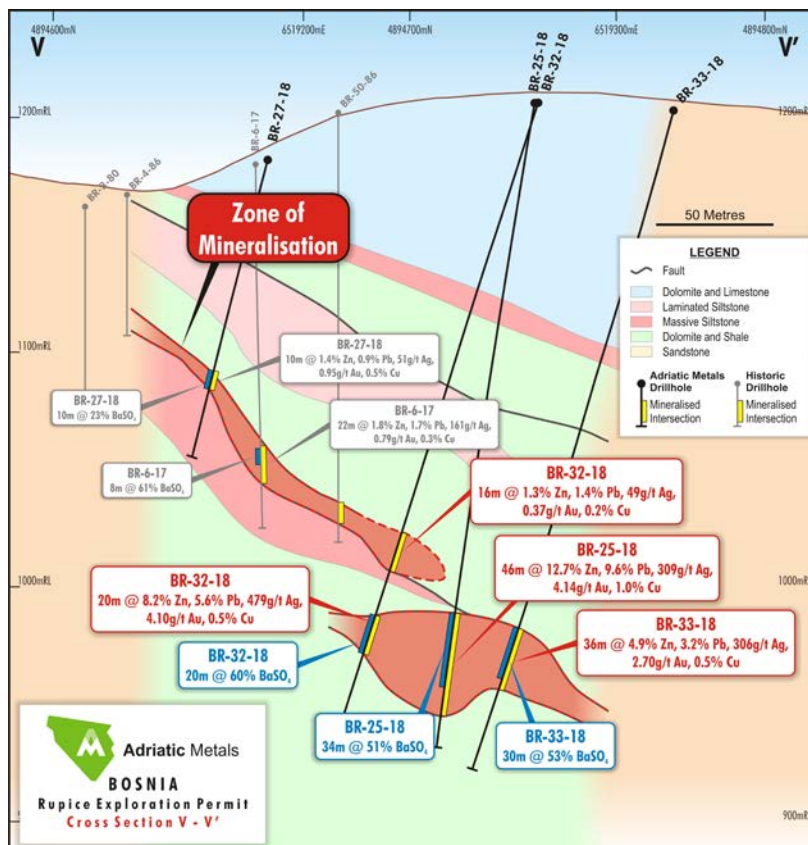 4894600mN
6519200mE
4894700mN
6519300mE
4894800mN
V
V'
BR-25-18
BR-32-18
BR-33-18
BR-50-86
BR-27-18
BR-6-17
BR-4-86
1200mRL
1200mRL
50 Metres
Zone of
Mineralisation
LEGEND
Fault
Dolomite and Limestone
Laminated Siltstone
Massive Siltstone
Dolomite and Shale
Sandstone
Adriatic Metals
Drillhole
Historic
Drillhole
Mineralised
Intersection
Mineralised
Intersection
1100mRL
BR-27-18
10m @ 1.4% Zn, 0.9% Pb, 51g/t Ag,
0.95g/t Au, 0.5% Cu
BR-27-18
10m @ 23% BaSO₄
BR-6-17
22m @ 1.8% Zn, 1.7% Pb, 161g/t Ag,
0.79g/t Au, 0.3% Cu
BR-6-17
8m @ 61% BaSO₄
BR-32-18
16m @ 1.3% Zn, 1.4% Pb, 49g/t Ag,
0.37g/t Au, 0.2% Cu
1000mRL
1000mRL
BR-25-18
46m @ 12.7% Zn, 9.6% Pb, 309g/t Ag,
4.14g/t Au, 1.0% Cu
BR-32-18
20m @ 8.2% Zn, 5.6% Pb, 479g/t Ag,
4.10g/t Au, 0.5% Cu
BR-33-18
36m @ 4.9% Zn, 3.2% Pb, 306g/t Ag,
2.70g/t Au, 0.5% Cu
BR-32-18
20m @ 60% BaSO₄
BR-25-18
34m @ 51% BaSO₄
BR-33-18
30m @ 53% BaSO₄
Adriatic Metals
BOSNIA
Rupice Exploration Permit
Cross Section V - V'
900mRL